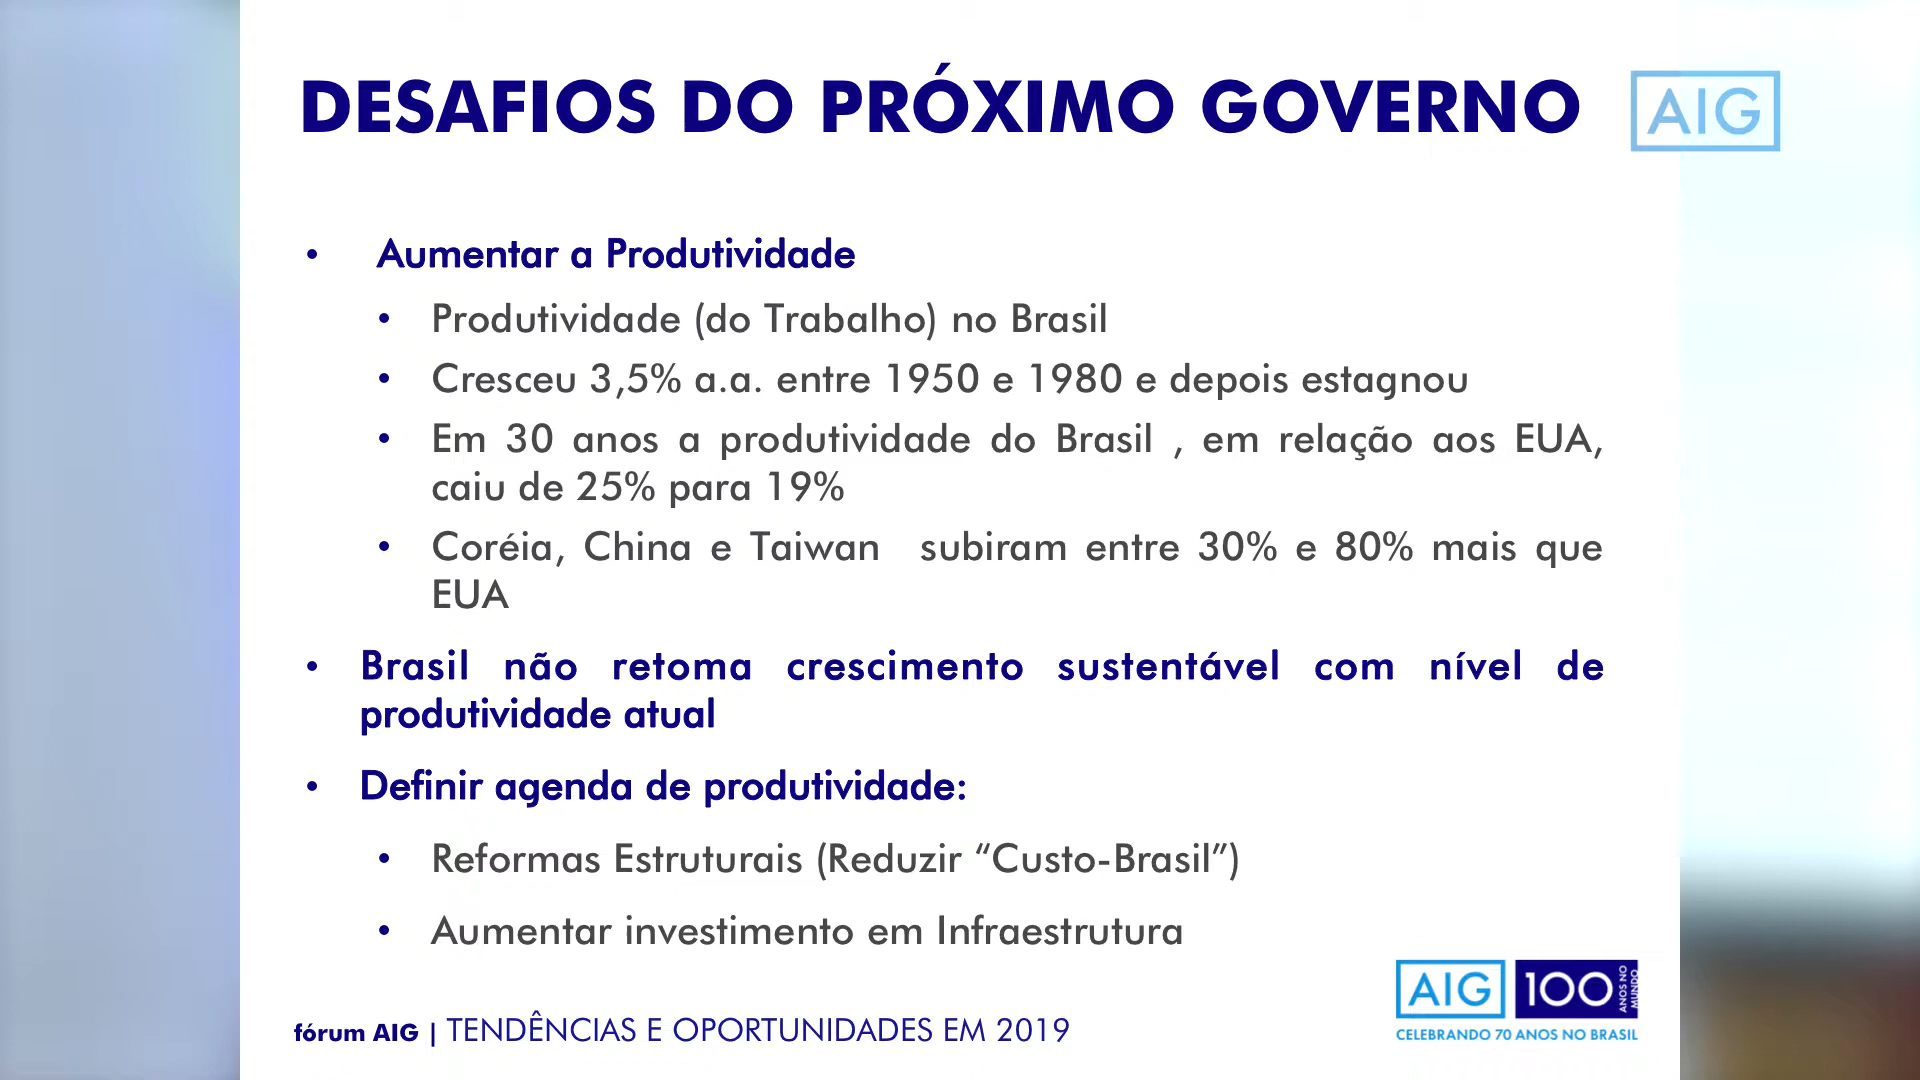 DESAFIOS DO PRÓXIMO GOVERNO
AIG
• Aumentar a Produtividade
• Produtividade (do Trabalho) no Brasil
• Cresceu 3,5% a.a. entre 1950 e 1980 e depois estagnou
• Em 30 anos a produtividade do Brasil , em relação aos EUA,
caiu de 25% para 19%
• Coréia, China e Taiwan subiram entre 30% e 80% mais que
EUA
• Brasil não retoma crescimento sustentável com nível de
produtividade atual
• Definir agenda de produtividade:
• Reformas Estruturais (Reduzir “Custo-Brasil”)
• Aumentar investimento em Infraestrutura
AIG 100 ANOS NO MUNDO
CELEBRANDO 70 ANOS NO BRASIL
fórum AIG | TENDÊNCIAS E OPORTUNIDADES EM 2019